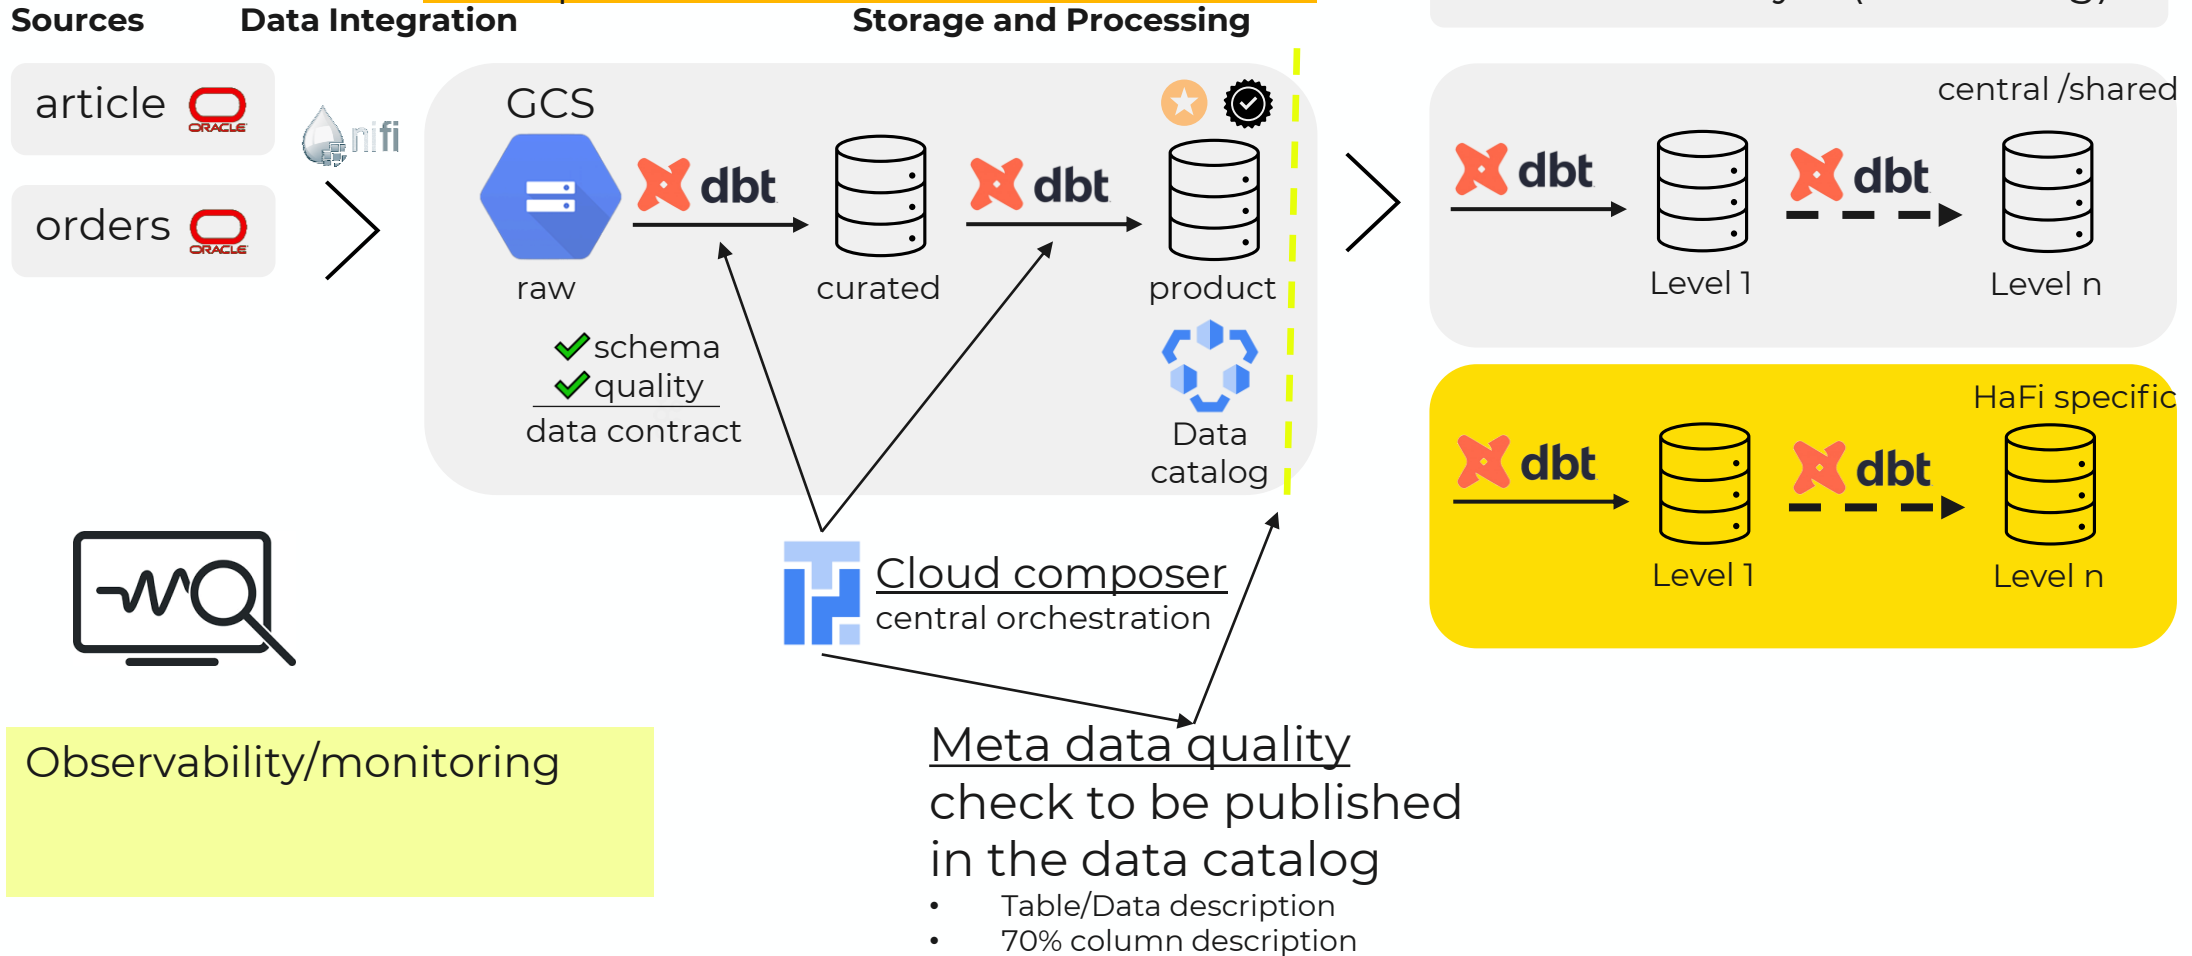 Sources
Data Integration
Storage and Processing
article
ORACLE
nifi
orders
ORACLE
GCS
dbt
dbt
raw
curated
product
schema
quality
data contract
Data
catalog
central /shared
dbt
dbt
Level 1
Level n
HaFi specific
dbt
dbt
Level 1
Level n
Cloud composer
central orchestration
Observability/monitoring
Meta data quality
check to be published
in the data catalog
• Table/Data description
• 70% column description